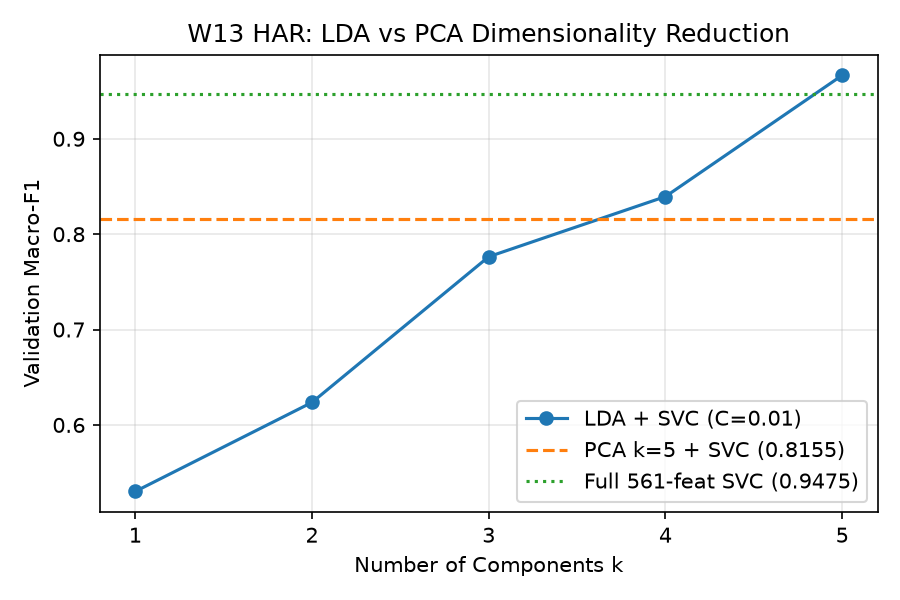 W13 HAR: LDA vs PCA Dimensionality Reduction
Validation Macro-F1
0.9
0.8
0.7
0.6
LDA + SVC (C=0.01)
PCA k=5 + SVC (0.8155)
Full 561-feat SVC (0.9475)
1 2 3 4 5
Number of Components k